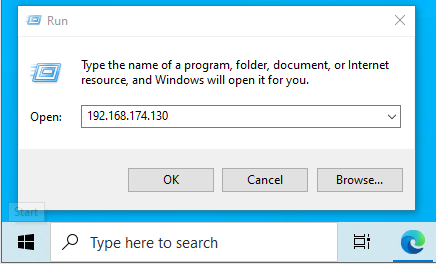 Run
Type the name of a program, folder, document, or Internet
resource, and Windows will open it for you.
Open: 192.168.174.130
OK Cancel Browse...
Start
Type here to search